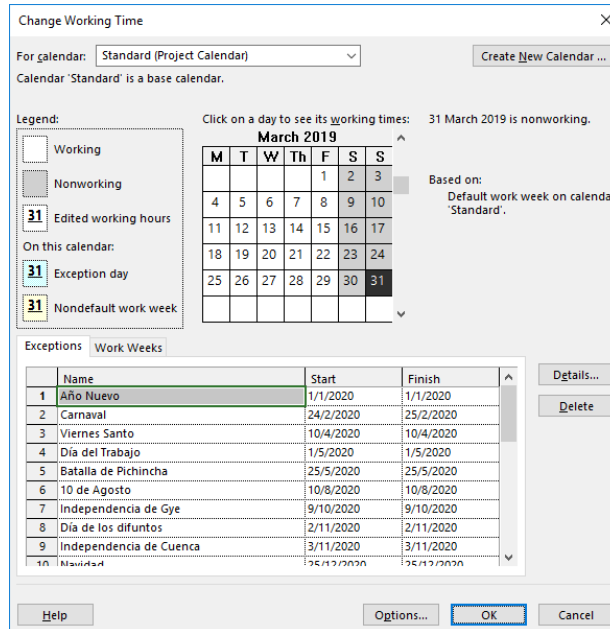 Change Working Time
For calendar: Standard (Project Calendar)
Create New Calendar ...
Calendar 'Standard' is a base calendar.
Legend:
Working
Nonworking
31 Edited working hours
On this calendar:
31 Exception day
31 Nondefault work week
Click on a day to see its working times:
March 2019
M T W Th F S S
1 2 3
4 5 6 7 8 9 10
11 12 13 14 15 16 17
18 19 20 21 22 23 24
25 26 27 28 29 30 31
31 March 2019 is nonworking.
Based on:
Default work week on calenda
'Standard'.
Exceptions Work Weeks
Name Start Finish
1 Año Nuevo 1/1/2020 1/1/2020
2 Carnaval 24/2/2020 25/2/2020
3 Viernes Santo 10/4/2020 10/4/2020
4 Día del Trabajo 1/5/2020 1/5/2020
5 Batalla de Pichincha 25/5/2020 25/5/2020
6 10 de Agosto 10/8/2020 10/8/2020
7 Independencia de Gye 9/10/2020 9/10/2020
8 Día de los difuntos 2/11/2020 2/11/2020
9 Independencia de Cuenca 3/11/2020 3/11/2020
10 Navidad 25/12/2020 25/12/2020
Details...
Delete
Help
Options...
OK
Cancel